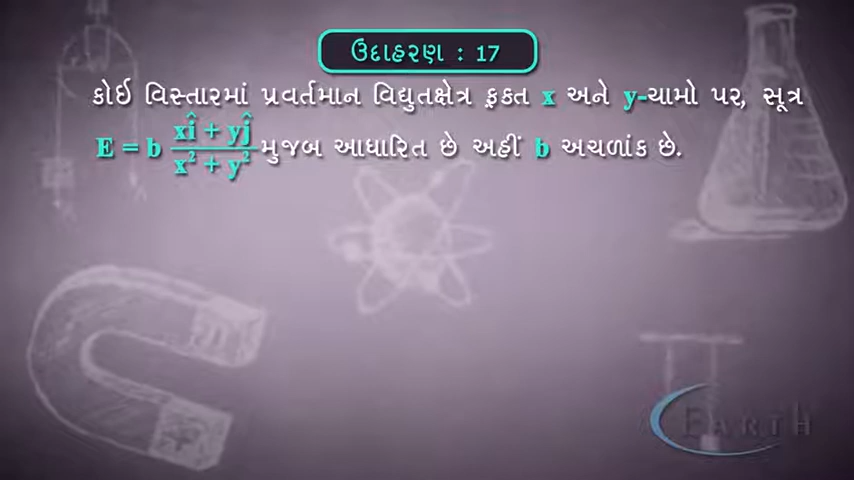 ઉદાહરણ : 17
કોઈ વિસ્તારમાં પ્રવર્તમાન વિદ્યુતક્ષેત્ર ફક્ત x અને y-યામો પર, સૂત્ર
E = b (xî + yĵ)/(x² + y²) મુજબ આધારિત છે અહીં b અચળાંક છે.
EARTH